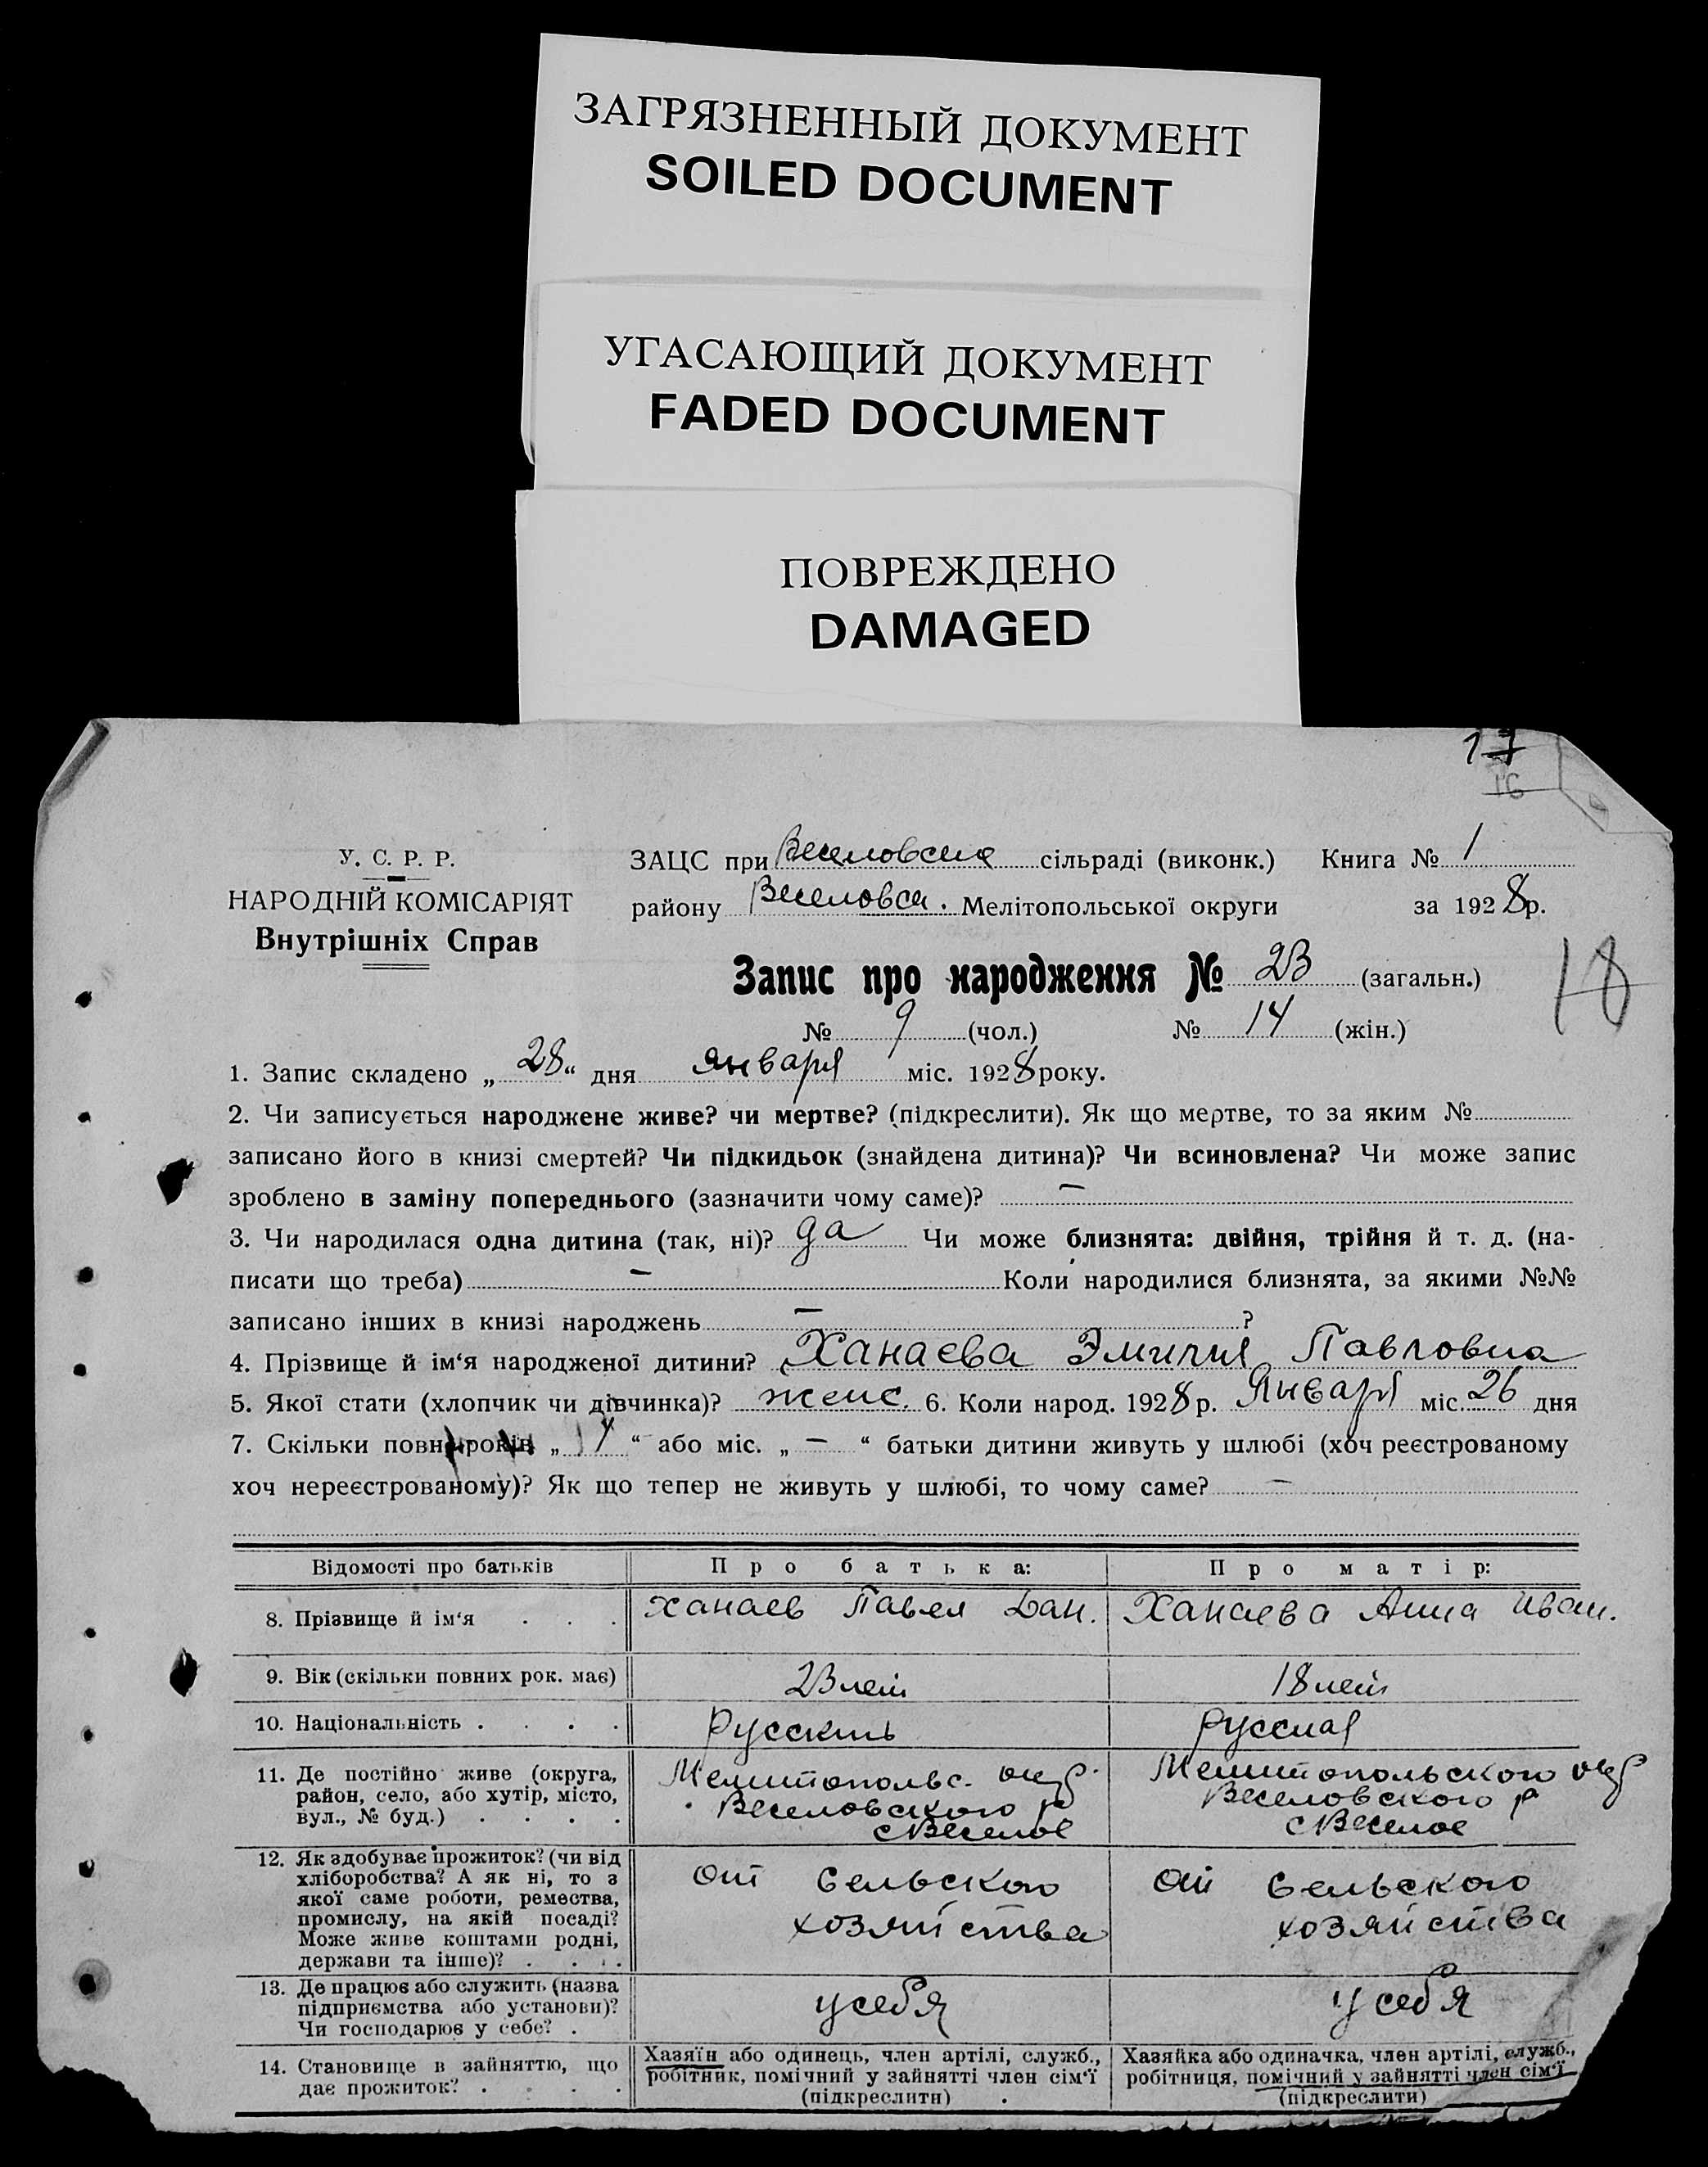 ЗАГРЯЗНЕННЫЙ ДОКУМЕНТ
SOILED DOCUMENT
УГАСАЮЩИЙ ДОКУМЕНТ
FADED DOCUMENT
ПОВРЕЖДЕНО
DAMAGED
17
16
У. С. Р. Р.
НАРОДНІЙ КОМІСАРІЯТ
Внутрішніх Справ
ЗАЦС при Веселовске сільраді (виконк.) Книга № 1
району Веселовск. Мелітопольської округи за 1928р.
Запис про народження № 23 (загальн.)
18
№ 9 (чол.) № 14 (жін.)
1. Запис складено „28“ дня января міс. 1928 року.
2. Чи записується народжене живе? чи мертве? (підкреслити). Як що мертве, то за яким №
записано його в книзі смертей? Чи підкидьок (знайдена дитина)? Чи всиновлена? Чи може запис
зроблено в заміну попереднього (зазначити чому саме)? —
3. Чи народилася одна дитина (так, ні)? да Чи може близнята: двійня, трійня й т. д. (на-
писати що треба) — Коли народилися близнята, за якими №№
записано інших в книзі народжень — ?
4. Прізвище й ім‘я народженої дитини? Ханаєва Эмилия Павловна
5. Якої стати (хлопчик чи дівчинка)? женс. 6. Коли народ. 1928 р. Января міс. 26 дня
7. Скільки повн років „ “ або міс. „ — “ батьки дитини живуть у шлюбі (хоч реєстрованому
хоч нереєстрованому)? Як що тепер не живуть у шлюбі, то чому саме? —
Відомості про батьків Про батька: Про матір:
8. Прізвище й ім‘я . . . Ханаев Павел Дан. Ханаева Анна Иван.
9. Вік (скільки повних рок. має) 23 лет 18 лет
10. Національність . . . . Русскиь Русская
11. Де постійно живе (округа,
район, село, або хутір, місто,
вул., № буд.) . . . .
Мелитопольс. окр.
Веселовского р
с Веселое
Мелитопольского окр
Веселовского р
с Веселое
12. Як здобуває прожиток? (чи від
хліборобства? А як ні, то з
якої саме роботи, ремества,
промислу, на якій посаді?
Може живе коштами родні,
держави та інше)? . . . .
от Сельского
хозяйства
от Сельского
хозяйства
13. Де працює або служить (назва
підприємства або установи)?
Чи господарює у себе? .
у себя
у себя
14. Становище в зайняттю, що
дає прожиток? . . . .
Хазяїн або одинець, член артілі, служб.,
робітник, помічний у зайнятті член сім‘ї
(підкреслити)
Хазяйка або одиначка, член артілі, служб.,
робітниця, помічний у зайнятті член сім‘ї
(підкреслити)